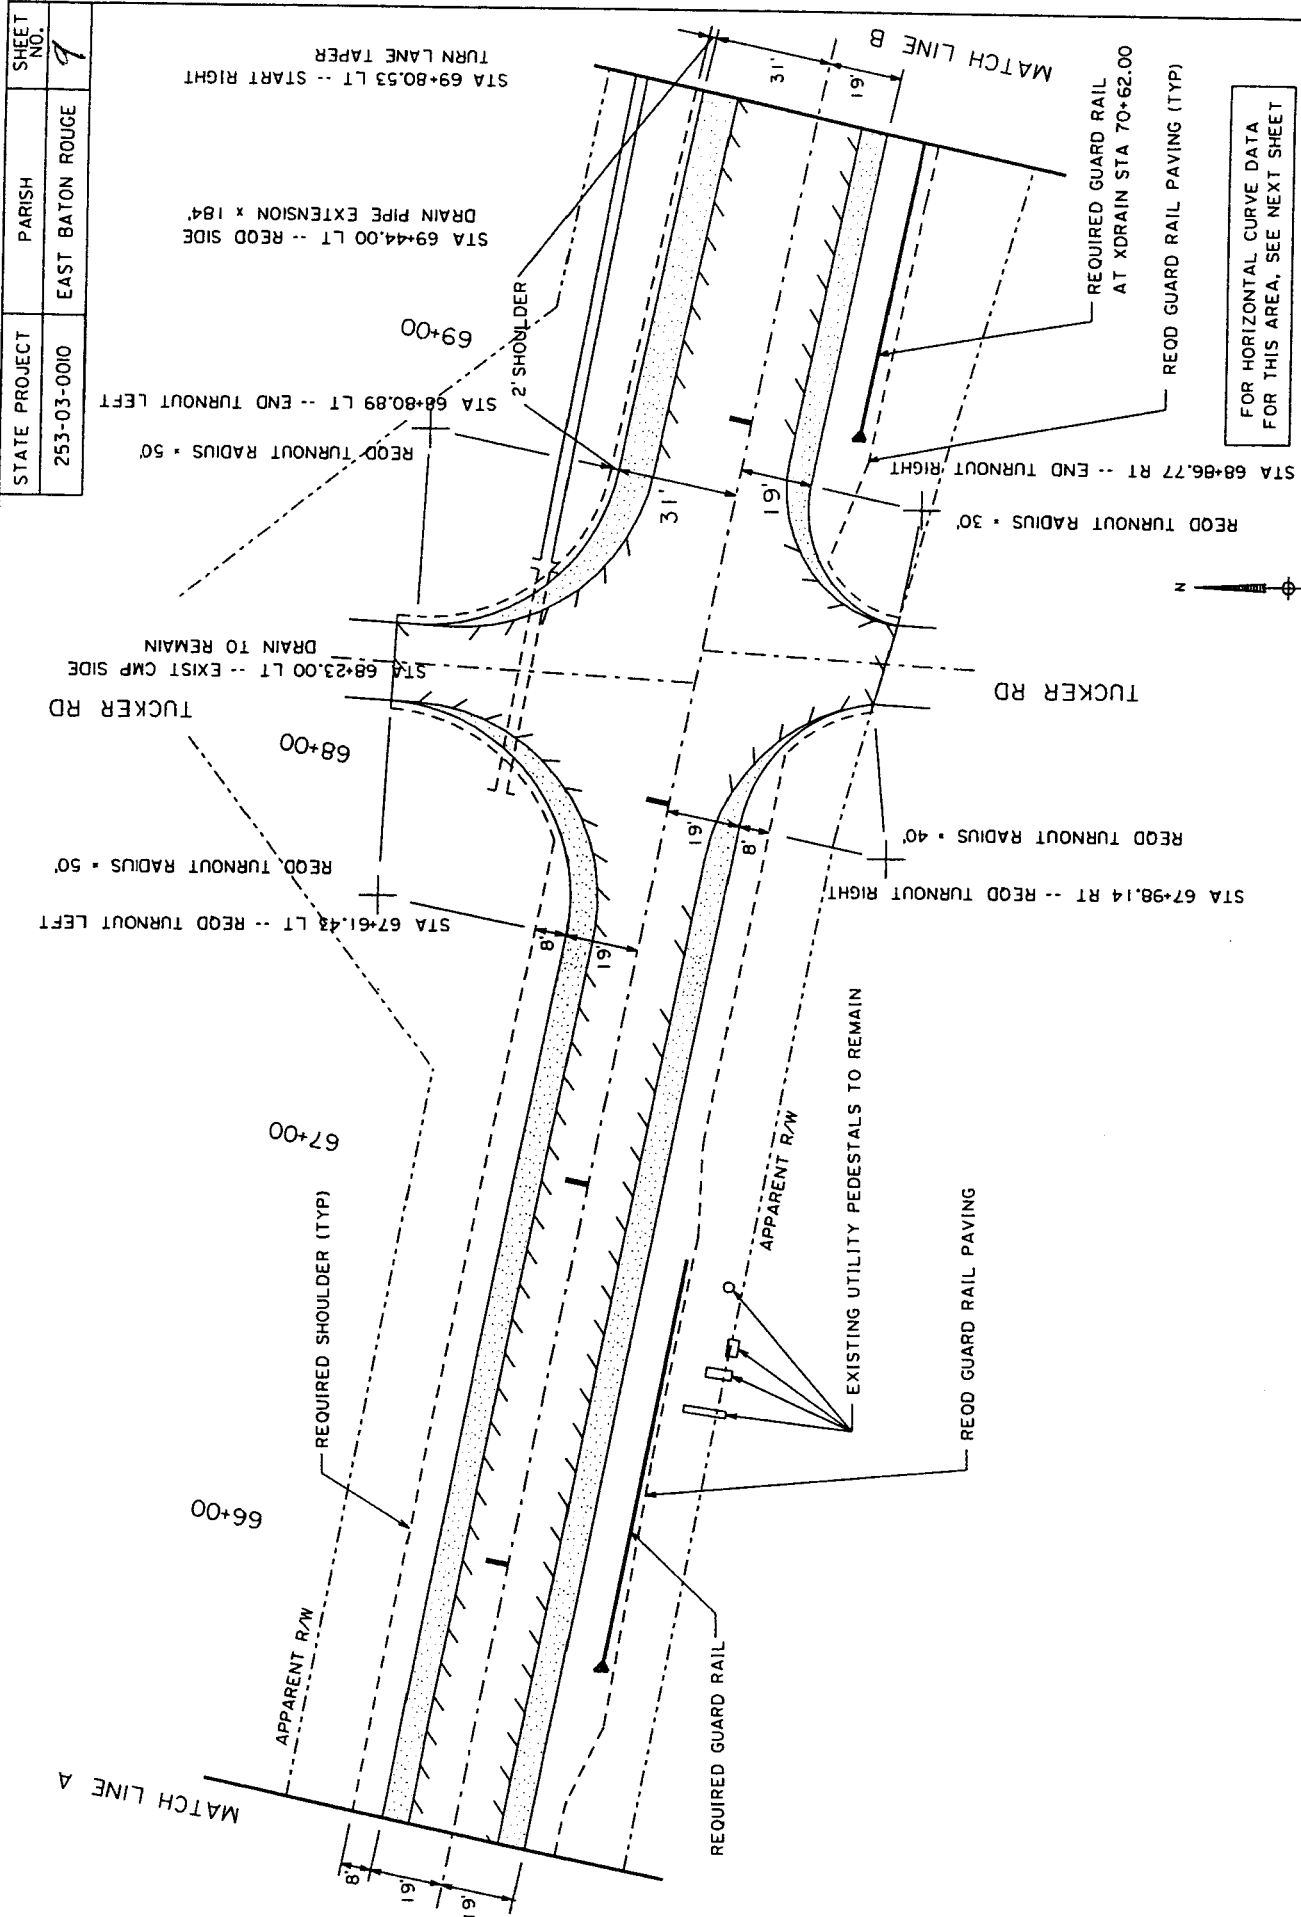 STATE PROJECT
PARISH
SHEET NO.
253-03-0010
EAST BATON ROUGE
9
STA 69+80.53 LT -- START RIGHT
TURN LANE TAPER
STA 69+44.00 LT -- REQD SIDE
DRAIN PIPE EXTENSION x 184'
69+00
2' SHOULDER
STA 68+80.89 LT -- END TURNOUT LEFT
REQD TURNOUT RADIUS = 50'
STA 68+23.00 LT -- EXIST CMP SIDE
DRAIN TO REMAIN
TUCKER RD
68+00
REQD TURNOUT RADIUS = 50'
STA 67+61.43 LT -- REQD TURNOUT LEFT
67+00
REQUIRED SHOULDER (TYP)
66+00
APPARENT R/W
MATCH LINE A
8'
19'
19'
8'
19'
19'
8'
31'
19'
31'
19'
MATCH LINE B
REQUIRED GUARD RAIL
AT XDRAIN STA 70+62.00
REQD GUARD RAIL PAVING (TYP)
FOR HORIZONTAL CURVE DATA
FOR THIS AREA, SEE NEXT SHEET
STA 68+86.77 RT -- END TURNOUT RIGHT
REQD TURNOUT RADIUS = 30'
N
TUCKER RD
REQD TURNOUT RADIUS = 40'
STA 67+98.14 RT -- REQD TURNOUT RIGHT
APPARENT R/W
EXISTING UTILITY PEDESTALS TO REMAIN
REQD GUARD RAIL PAVING
REQUIRED GUARD RAIL